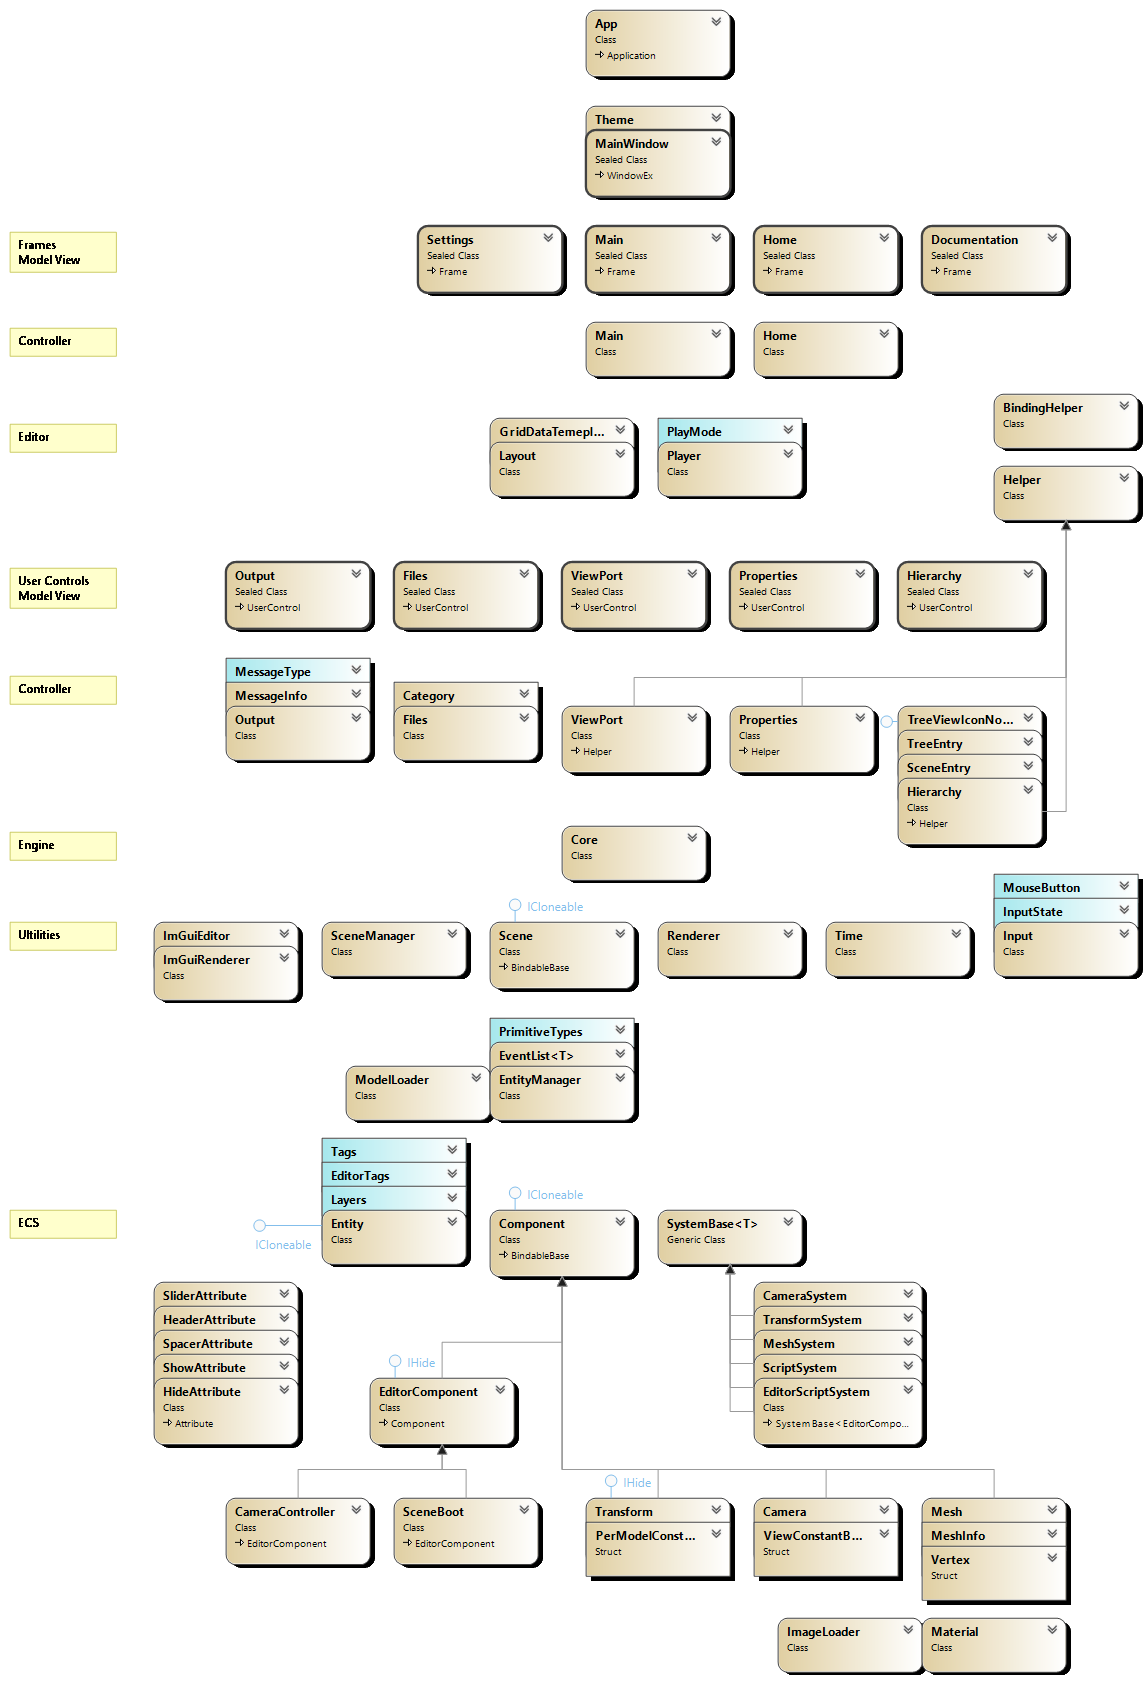 App
Class
Application
Theme
MainWindow
Sealed Class
WindowEx
Frames
Model View
Settings
Sealed Class
Frame
Main
Sealed Class
Frame
Home
Sealed Class
Frame
Documentation
Sealed Class
Frame
Controller
Main
Class
Home
Class
Editor
GridDataTemepl...
Layout
Class
PlayMode
Player
Class
BindingHelper
Class
Helper
Class
User Controls
Model View
Output
Sealed Class
UserControl
Files
Sealed Class
UserControl
ViewPort
Sealed Class
UserControl
Properties
Sealed Class
UserControl
Hierarchy
Sealed Class
UserControl
Controller
MessageType
MessageInfo
Output
Class
Category
Files
Class
ViewPort
Class
Helper
Properties
Class
Helper
TreeViewIconNo...
TreeEntry
SceneEntry
Hierarchy
Class
Helper
Engine
Core
Class
Ultilities
ImGuiEditor
ImGuiRenderer
Class
SceneManager
Class
ICloneable
Scene
Class
BindableBase
Renderer
Class
Time
Class
MouseButton
InputState
Input
Class
ModelLoader
Class
PrimitiveTypes
EventList<T>
EntityManager
Class
ECS
Tags
EditorTags
Layers
Entity
Class
ICloneable
ICloneable
Component
Class
BindableBase
SystemBase<T>
Generic Class
SliderAttribute
HeaderAttribute
SpacerAttribute
ShowAttribute
HideAttribute
Class
Attribute
IHide
EditorComponent
Class
Component
CameraSystem
TransformSystem
MeshSystem
ScriptSystem
EditorScriptSystem
Class
SystemBase<EditorCompo...
CameraController
Class
EditorComponent
SceneBoot
Class
EditorComponent
IHide
Transform
PerModelConst...
Struct
Camera
ViewConstantB...
Struct
Mesh
MeshInfo
Vertex
Struct
ImageLoader
Class
Material
Class